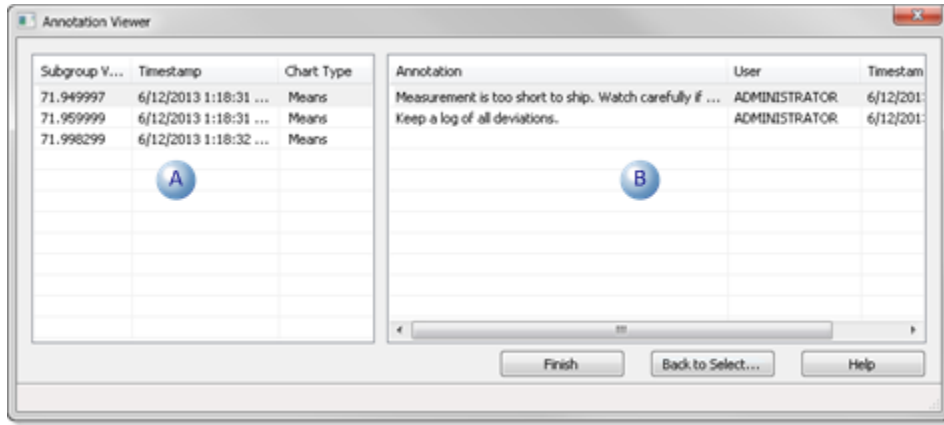 Annotation Viewer
Subgroup V... Timestamp Chart Type
71.949997 6/12/2013 1:18:31 ... Means
71.959999 6/12/2013 1:18:31 ... Means
71.998299 6/12/2013 1:18:32 ... Means
A
Annotation User Timestam
Measurement is too short to ship. Watch carefully if ... ADMINISTRATOR 6/12/201
Keep a log of all deviations. ADMINISTRATOR 6/12/201
B
Finish Back to Select... Help